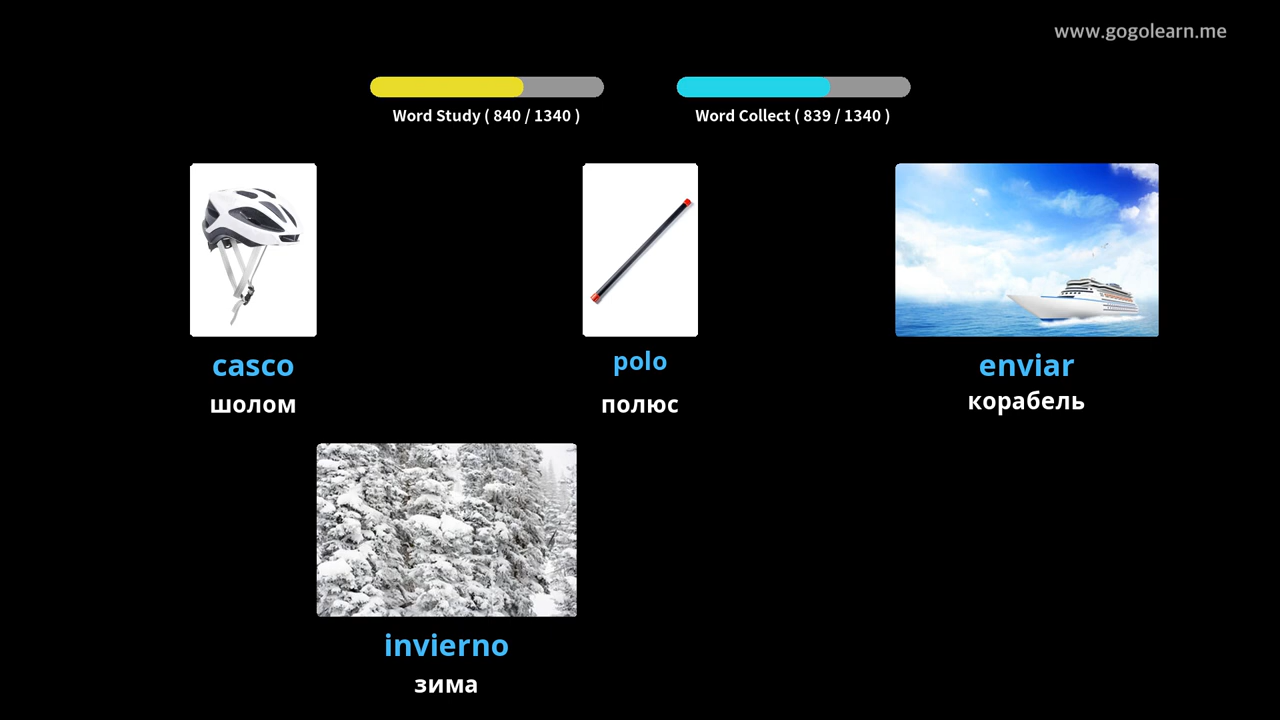 www.gogolearn.me
Word Study ( 840 / 1340 )
Word Collect ( 839 / 1340 )
casco
шолом
polo
полюс
enviar
корабель
invierno
зима